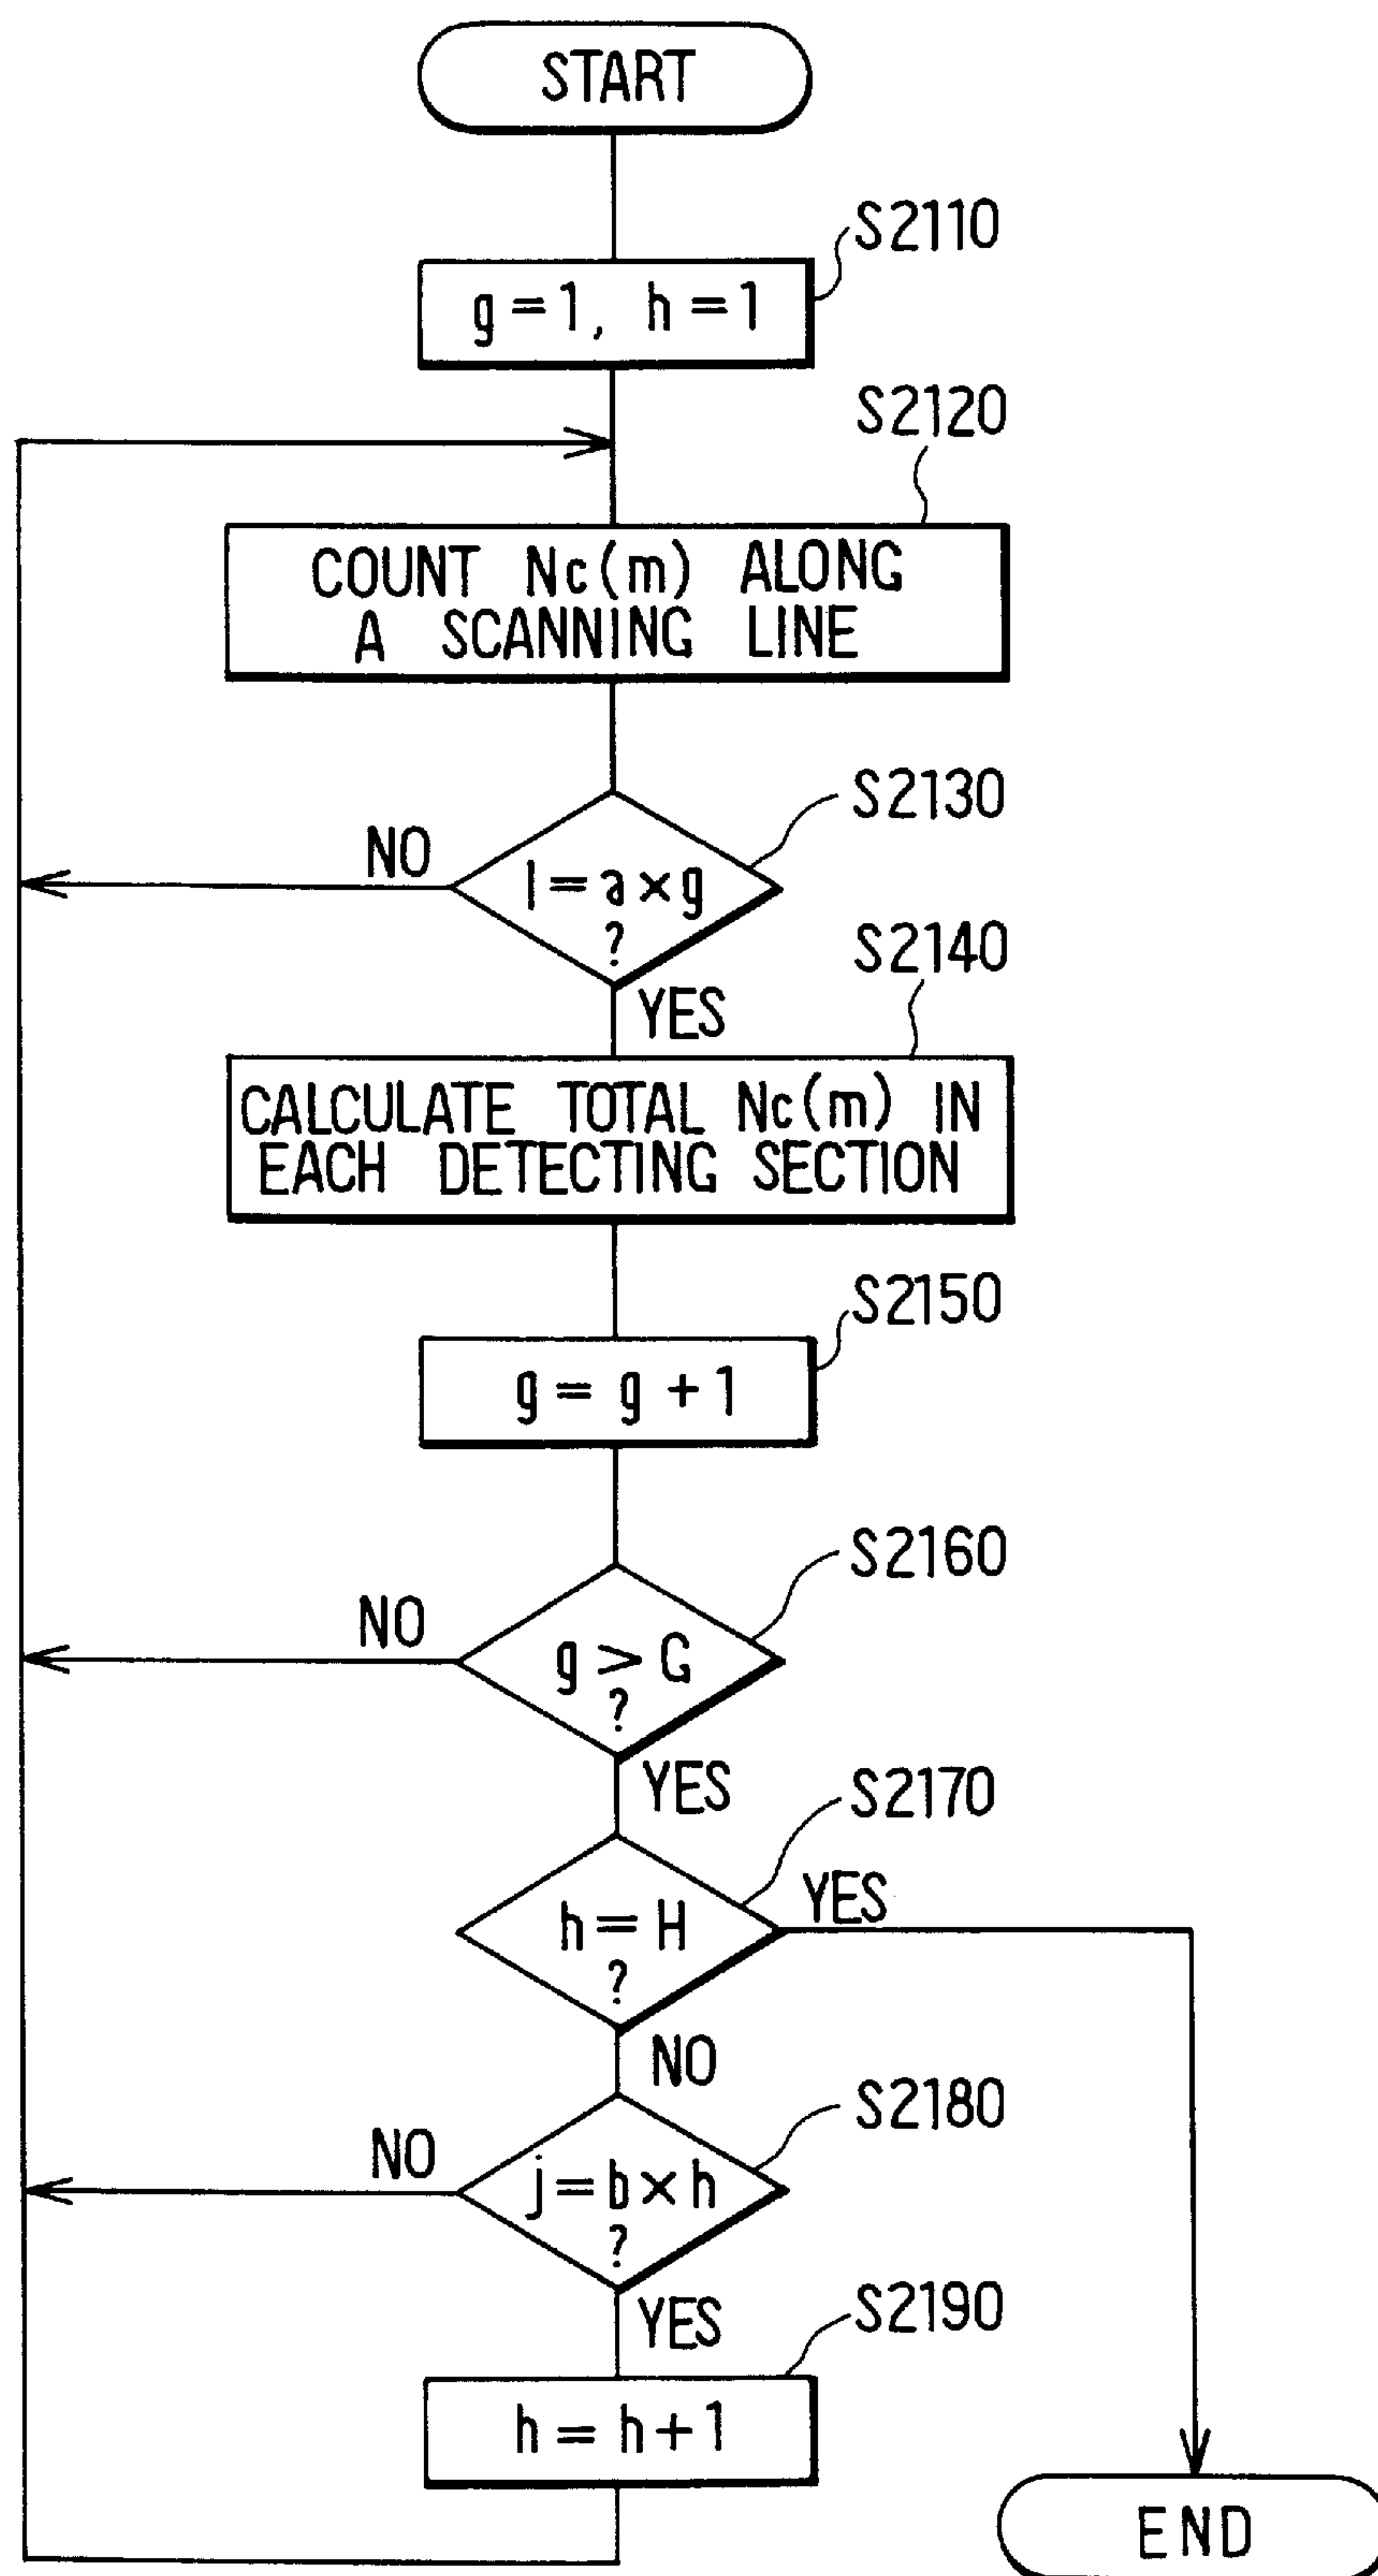 START
S2110
g = 1, h = 1
S2120
COUNT Nc(m) ALONG
A SCANNING LINE
S2130
NO
l = a × g
?
S2140
YES
CALCULATE TOTAL Nc(m) IN
EACH DETECTING SECTION
S2150
g = g + 1
S2160
NO
g > G
?
YES
S2170
YES
h = H
?
NO
S2180
NO
j = b × h
?
YES
S2190
h = h + 1
END